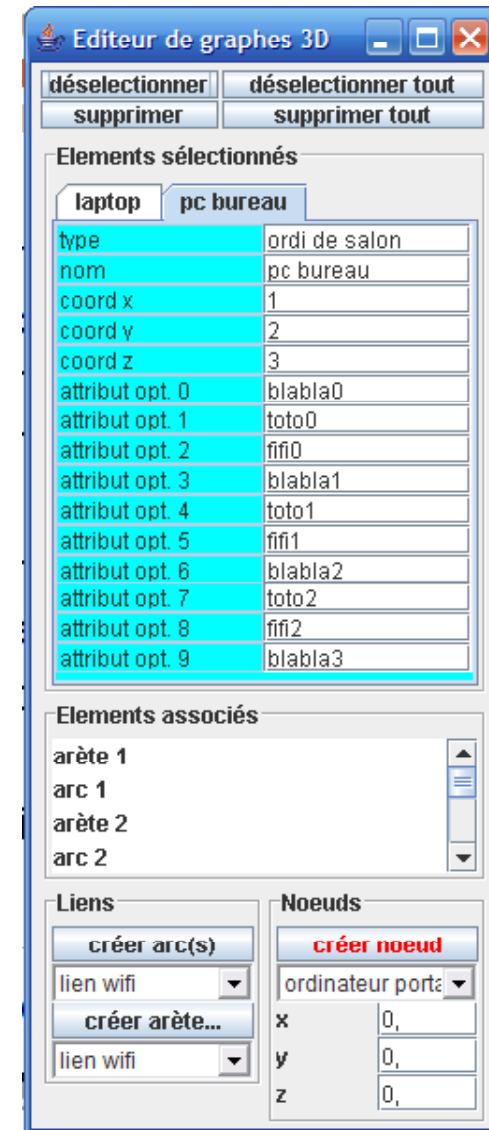 Editeur de graphes 3D
déselectionner déselectionner tout
supprimer supprimer tout
Elements sélectionnés
laptop pc bureau
type ordi de salon
nom pc bureau
coord x 1
coord y 2
coord z 3
attribut opt. 0 blabla0
attribut opt. 1 toto0
attribut opt. 2 fifi0
attribut opt. 3 blabla1
attribut opt. 4 toto1
attribut opt. 5 fifi1
attribut opt. 6 blabla2
attribut opt. 7 toto2
attribut opt. 8 fifi2
attribut opt. 9 blabla3
Elements associés
arète 1
arc 1
arète 2
arc 2
Liens Noeuds
créer arc(s) créer noeud
lien wifi ordinateur porta
créer arète... x 0,
lien wifi y 0,
z 0,